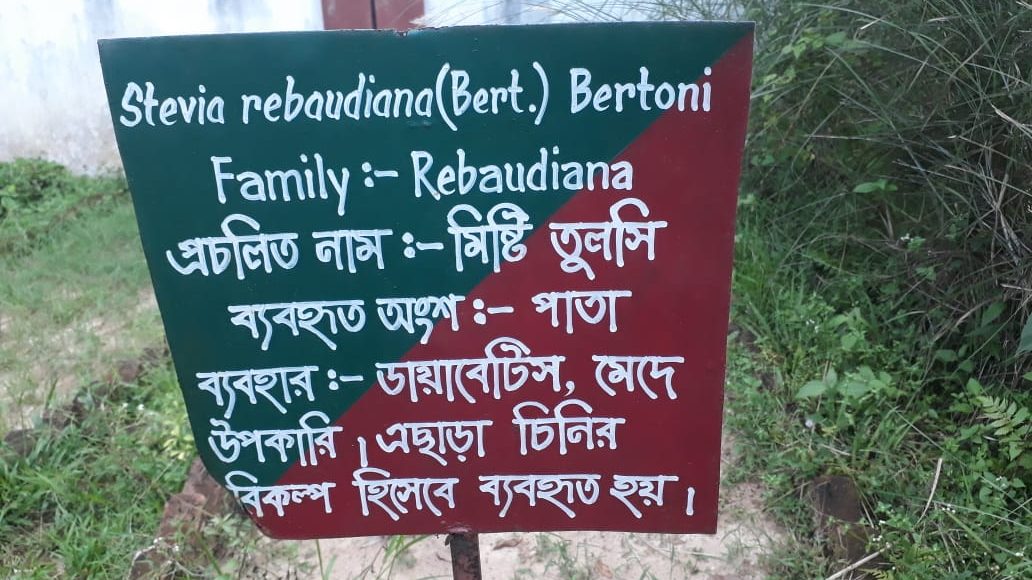 Stevia rebaudiana(Bert.) Bertoni
Family :- Rebaudiana
প্রচলিত নাম :- মিষ্টি তুলসি
ব্যবহৃত অংশ :- পাতা
ব্যবহার :- ডায়াবেটিস, মেদে
উপকারি । এছাড়া চিনির
বিকল্প হিসেবে ব্যবহৃত হয় ।